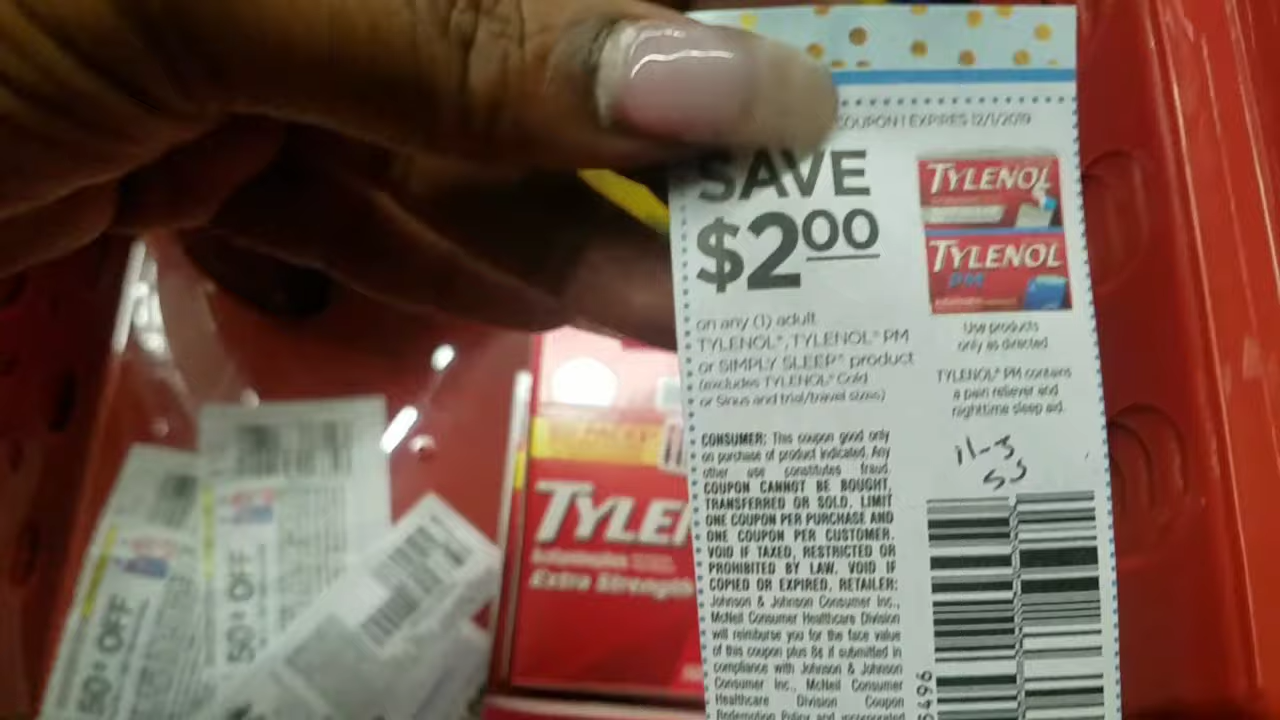 COUPON | EXPIRES 12/1/2019
SAVE
$2.00
on any (1) adult
TYLENOL®, TYLENOL® PM
or SIMPLY SLEEP® product
(excludes TYLENOL® Cold
or Sinus and trial/travel sizes)
TYLENOL
TYLENOL
PM
Use products
only as directed.
TYLENOL® PM contains
a pain reliever and
nighttime sleep aid.
11-3
SS
CONSUMER: This coupon good only
on purchase of product indicated. Any
other use constitutes fraud.
COUPON CANNOT BE BOUGHT,
TRANSFERRED OR SOLD. LIMIT
ONE COUPON PER PURCHASE AND
ONE COUPON PER CUSTOMER.
VOID IF TAXED, RESTRICTED OR
PROHIBITED BY LAW. VOID IF
COPIED OR EXPIRED. RETAILER:
Johnson & Johnson Consumer Inc.,
McNeil Consumer Healthcare Division
will reimburse you for the face value
of this coupon plus 8¢ if submitted in
compliance with Johnson & Johnson
Consumer Inc., McNeil Consumer
Healthcare Division Coupon
Redemption Policy and incorporated
TYLE
Extra Strength
50¢ OFF
50¢ OFF